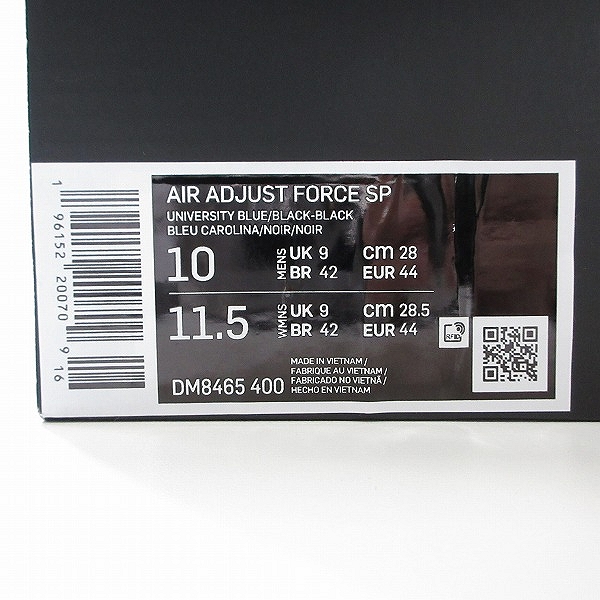 AIR ADJUST FORCE SP
UNIVERSITY BLUE/BLACK-BLACK
BLEU CAROLINA/NOIR/NOIR
10 MENS UK 9 CM 28
BR 42 EUR 44
11.5 WMNS UK 9 CM 28.5
BR 42 EUR 44
RFID
DM8465 400
MADE IN VIETNAM /
FABRIQUE AU VIETNAM /
FABRICADO NO VIETNÃ /
HECHO EN VIETNAM
1 96152 20070 9 16